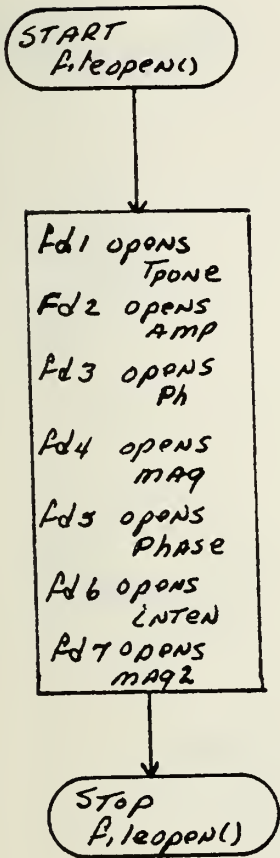 START
fileopen()
fd1 opens
Tpone
Fd2 opens
Amp
fd3 opens
Ph
fd4 opens
mag
fd5 opens
Phase
fd6 opens
inten
fd7 opens
mag2
STop
fileopen()